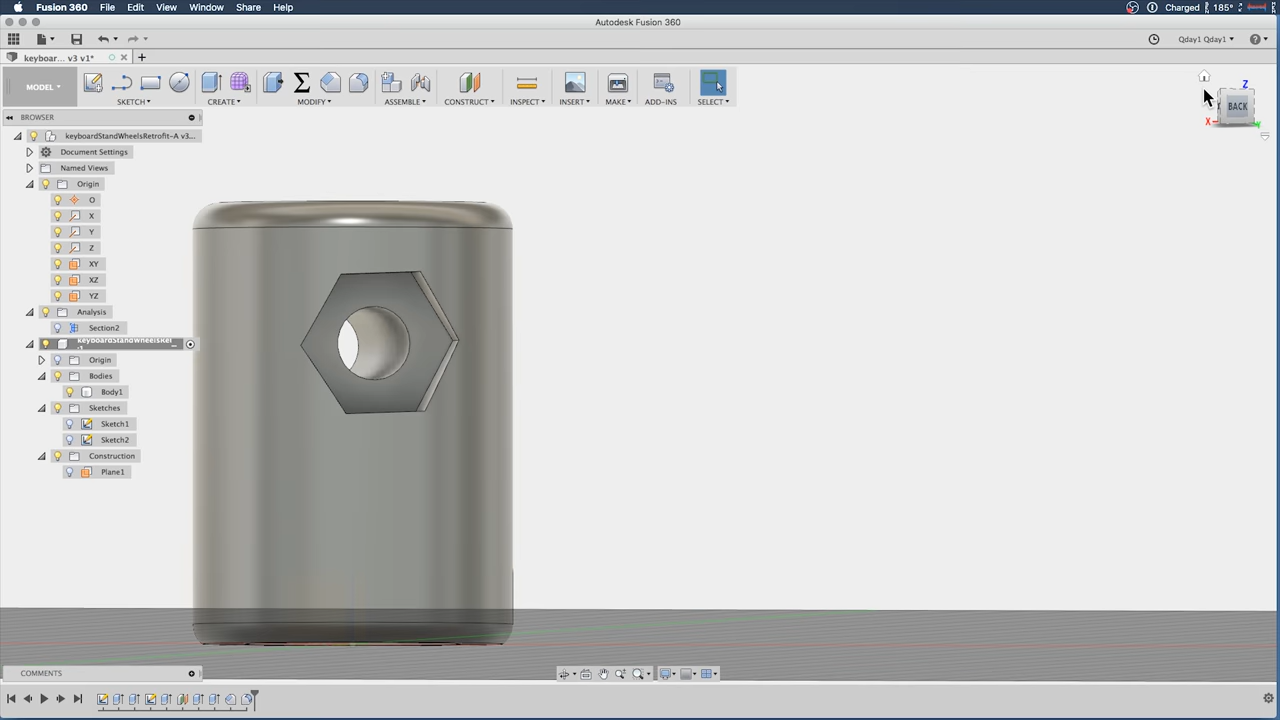 Fusion 360 File Edit View Window Share Help Charged 185°
Autodesk Fusion 360
Qday1 Qday1
keyboar... v3 v1*
MODEL
SKETCH CREATE MODIFY ASSEMBLE CONSTRUCT INSPECT INSERT MAKE ADD-INS SELECT
Z
BACK
X
Y
BROWSER
keyboardStandWheelsRetrofit-A v3...
Document Settings
Named Views
Origin
O
X
Y
Z
XY
XZ
YZ
Analysis
Section2
Origin
Bodies
Body1
Sketches
Sketch1
Sketch2
Construction
Plane1
COMMENTS